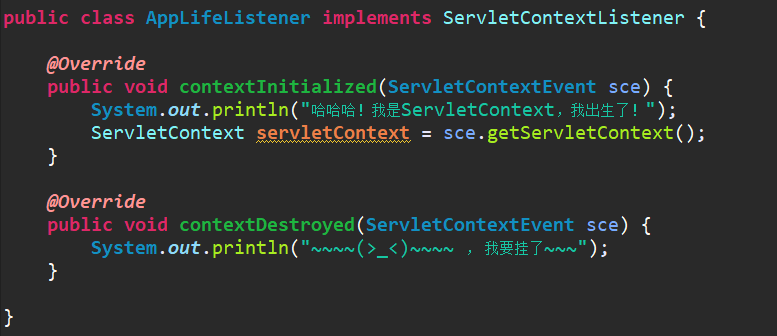 public class AppLifeListener implements ServletContextListener {
@Override
public void contextInitialized(ServletContextEvent sce) {
System.out.println("哈哈哈！我是ServletContext，我出生了！");
ServletContext servletContext = sce.getServletContext();
}
@Override
public void contextDestroyed(ServletContextEvent sce) {
System.out.println("~~~~(>_<)~~~~ ，我要挂了~~~");
}
}